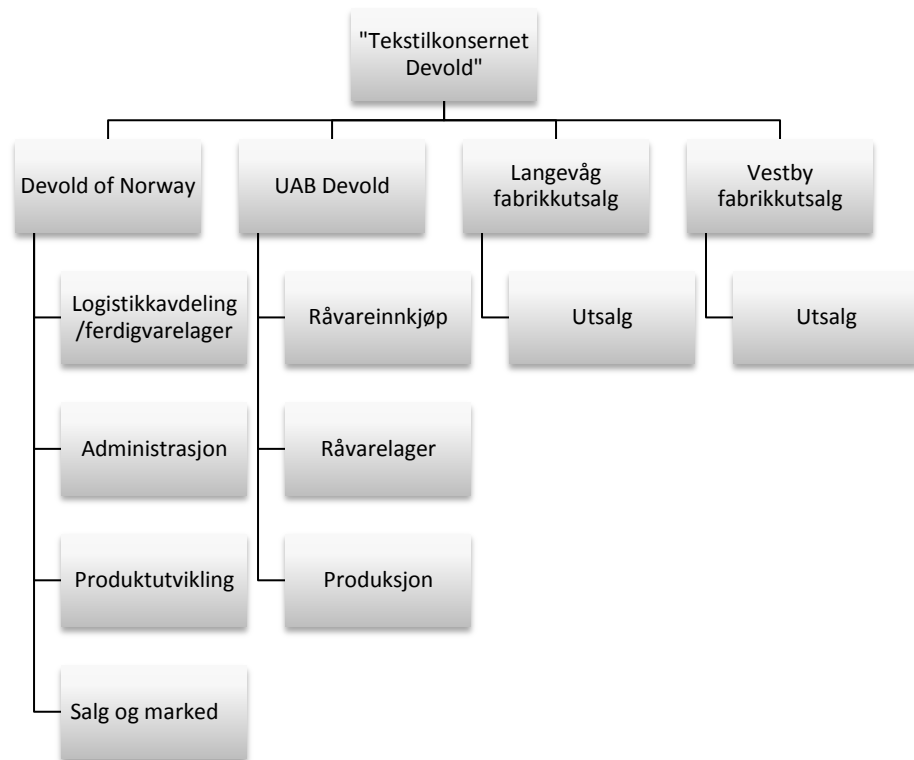 "Tekstilkonsernet
Devold"
Devold of Norway
UAB Devold
Langevåg
fabrikkutsalg
Vestby
fabrikkutsalg
Logistikkavdeling
/ferdigvarelager
Råvareinnkjøp
Utsalg
Utsalg
Administrasjon
Råvarelager
Produktutvikling
Produksjon
Salg og marked